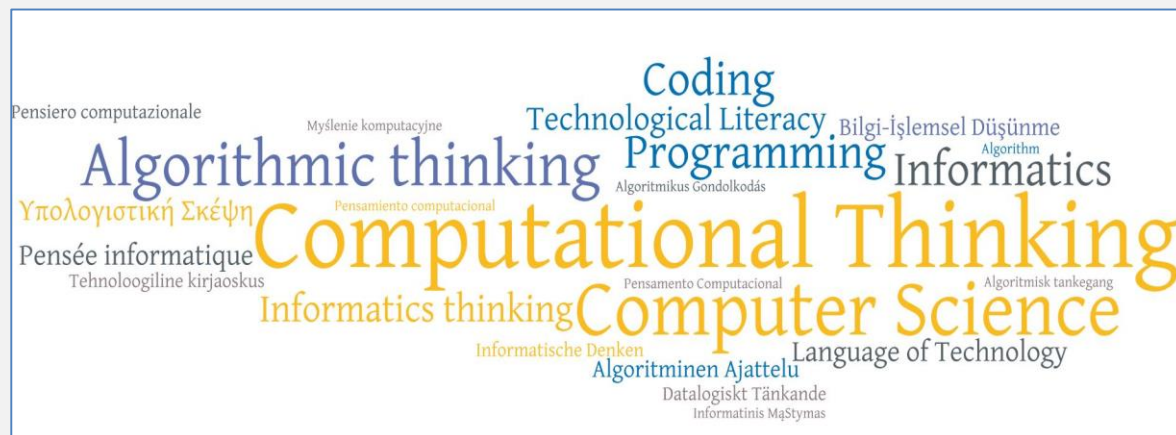 Coding
Pensiero computazionale
Myślenie komputacyjne
Technological Literacy
Bilgi-İşlemsel Düşünme
Algorithmic thinking
Programming
Algorithm
Informatics
Algoritmikus Gondolkodás
Υπολογιστική Σκέψη
Pensamiento computacional
Computational Thinking
Pensée informatique
Tehnoloogiline kirjaoskus
Pensamento Computacional
Algoritmisk tankegang
Informatics thinking
Computer Science
Informatische Denken
Language of Technology
Algoritminen Ajattelu
Datalogiskt Tänkande
Informatinis MąStymas